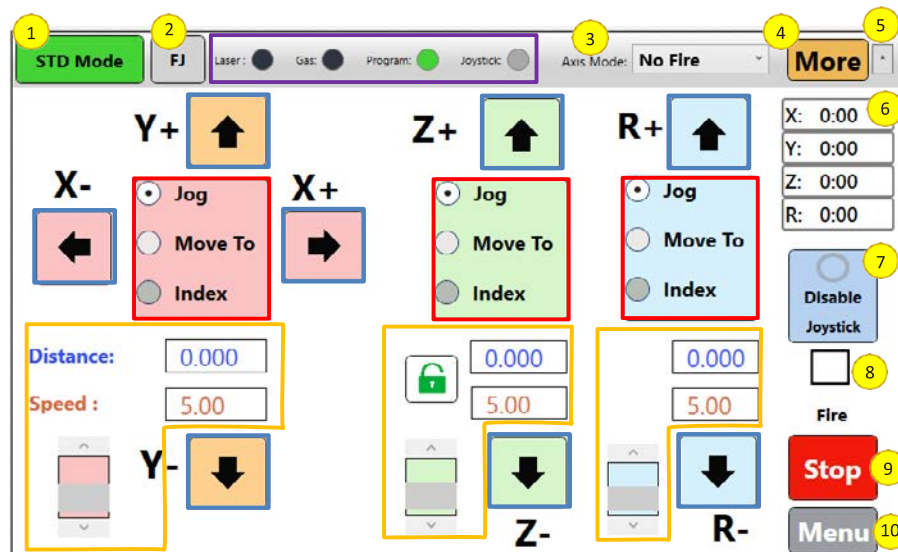 1
2
3
4
5
STD Mode
FJ
Laser :
Gas:
Program:
Joystick:
Axis Mode:
No Fire
More
Y+
Z+
R+
X: 0:00
6
Y: 0:00
Z: 0:00
R: 0:00
X-
X+
Jog
Move To
Index
Jog
Move To
Index
Jog
Move To
Index
7
Disable
Joystick
Distance:
0.000
0.000
0.000
8
Speed :
5.00
5.00
5.00
Fire
Y-
Z-
R-
Stop
9
Menu
10